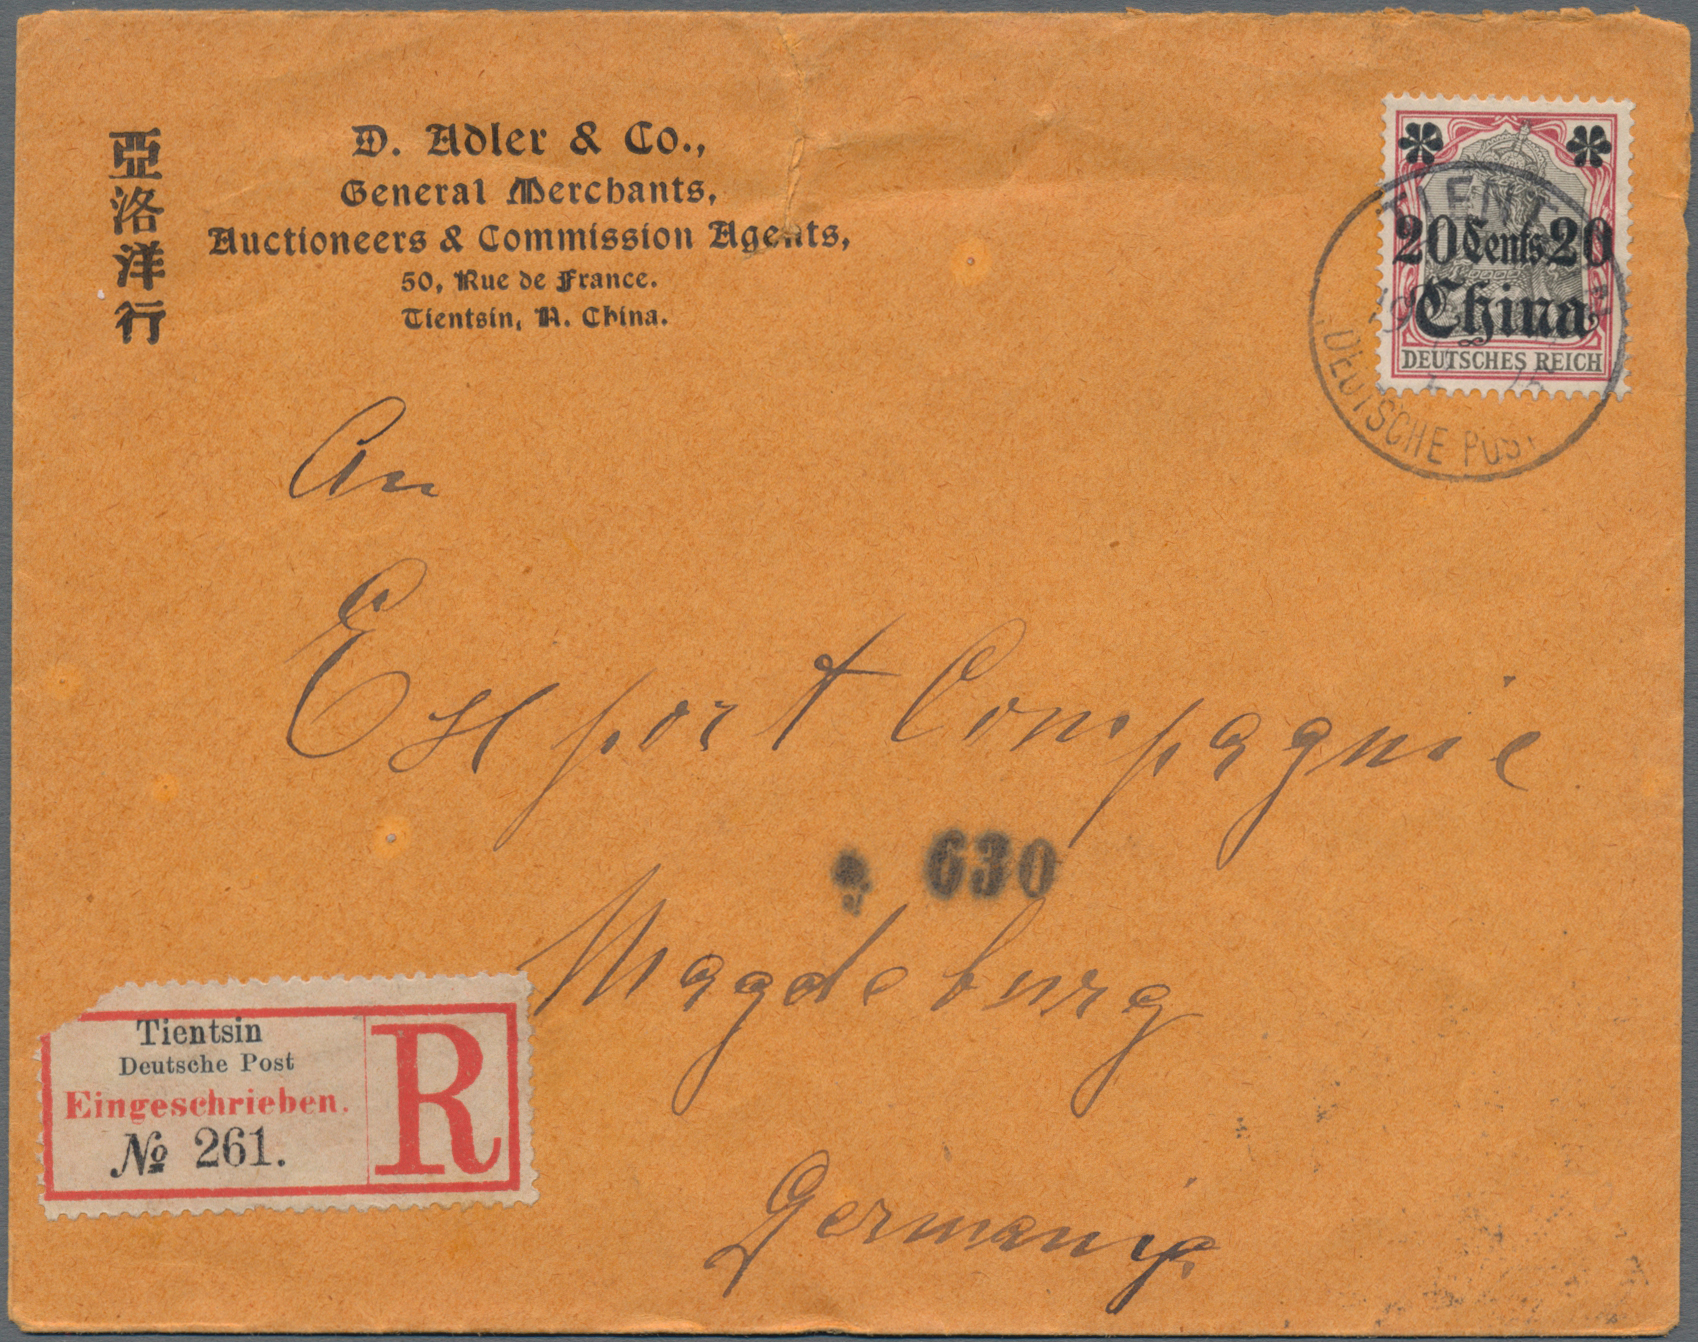 亞洛洋行
D. Adler & Co.,
General Merchants,
Auctioneers & Commission Agents,
50, Rue de France.
Tientsin, N. China.
20 Cents 20
China
DEUTSCHES REICH
DEUTSCHE POST
An
Export Compagnie
630
Magdeburg
Germany.
Tientsin
Deutsche Post
Eingeschrieben.
№ 261.
R